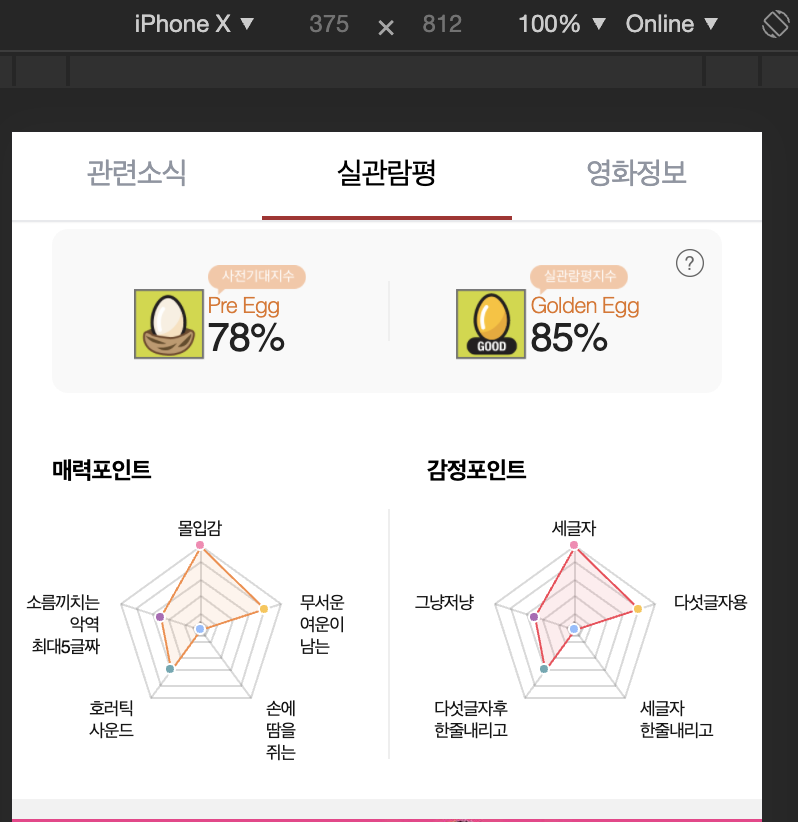 iPhone X ▼ 375 × 812 100% ▼ Online ▼
관련소식 실관람평 영화정보
사전기대지수
Pre Egg
78%
실관람평지수
Golden Egg
85%
GOOD
?
매력포인트
몰입감
무서운
여운이
남는
손에
땀을
쥐는
호러틱
사운드
소름끼치는
악역
최대5글짜
감정포인트
세글자
다섯글자용
세글자
한줄내리고
다섯글자후
한줄내리고
그냥저냥